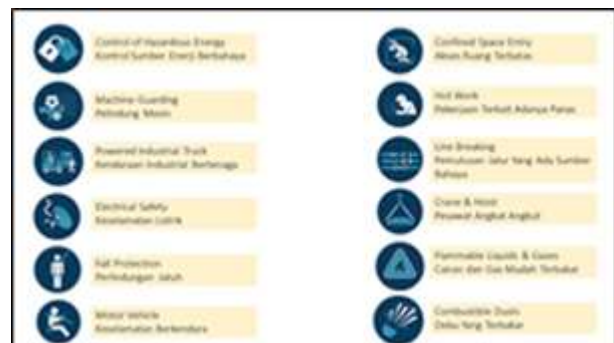 Control of Hazardous Energy
Kontrol Sumber Energi Berbahaya
Machine Guarding
Pelindung Mesin
Powered Industrial Truck
Kendaraan Industrial Bertenaga
Electrical Safety
Keselamatan Listrik
Fall Protection
Perlindungan Jatuh
Motor Vehicle
Keselamatan Berkendara
Confined Space Entry
Akses Ruang Terbatas
Hot Work
Pekerjaan Terkait Adanya Panas
Line Breaking
Pemutusan Jalur Yang Ada Sumber
Bahaya
Crane & Hoist
Pesawat Angkat Angkut
Flammable Liquids & Gases
Cairan dan Gas Mudah Terbakar
Combustible Dusts
Debu Yang Terbakar